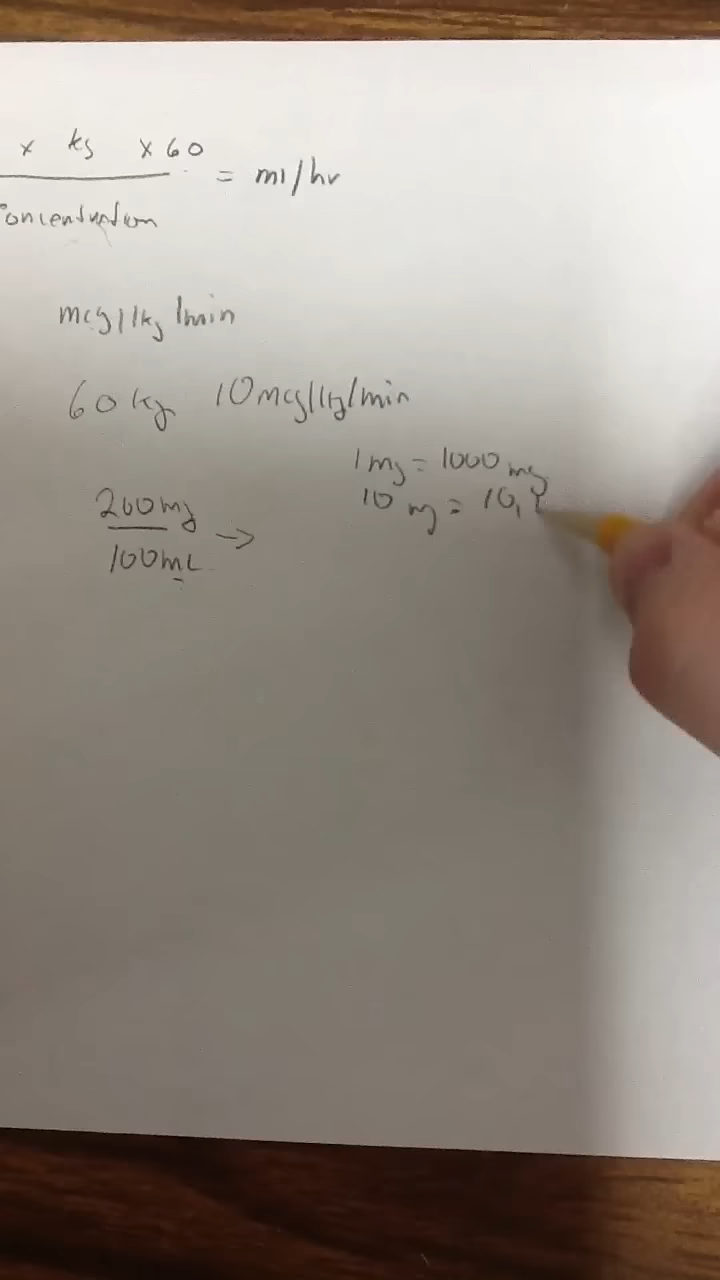 x kg x 60
= ml/hr
oncentration
mcg/kg/min
60 kg 10mcg/kg/min
1 mg = 1000 mcg
10 mg = 10,
200mg
100mL →